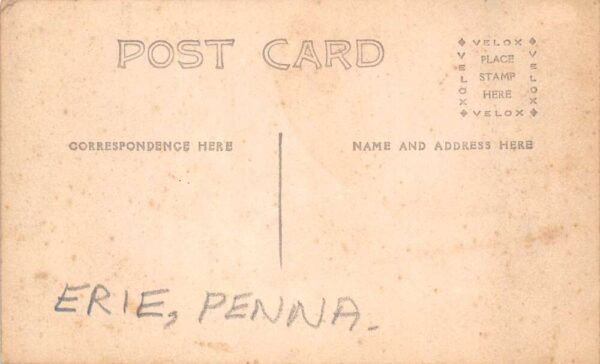 POST CARD
VELOX
VELOX
PLACE
STAMP
HERE
VELOX
VELOX
CORRESPONDENCE HERE
NAME AND ADDRESS HERE
ERIE, PENNA.